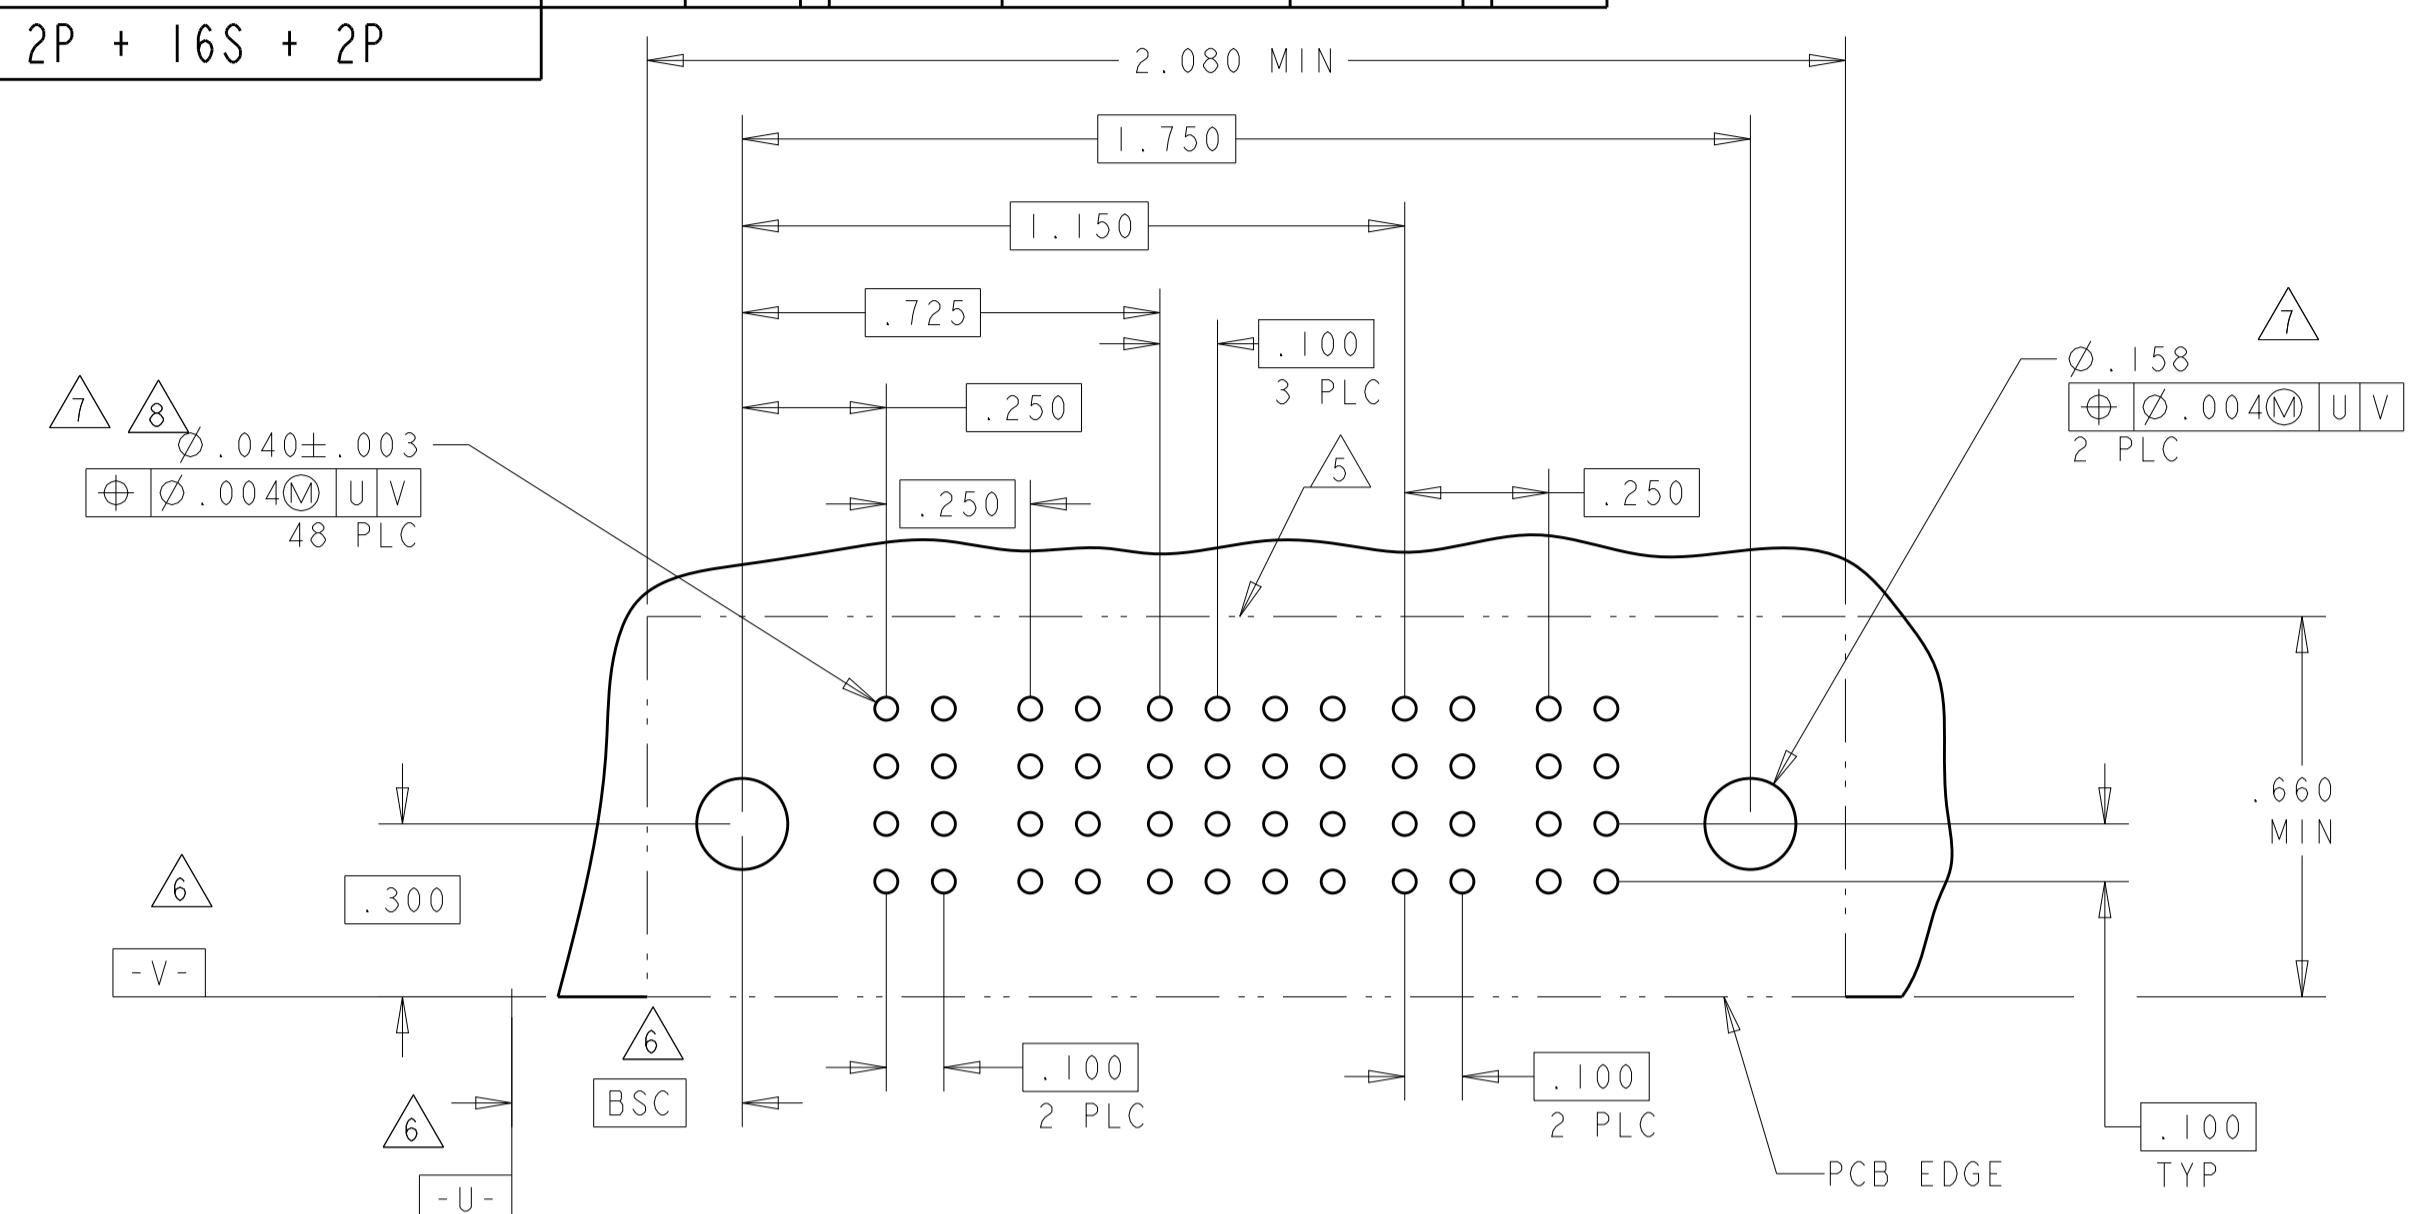 2P + 16S + 2P
2.080 MIN
1.750
1.150
.725
.100
3 PLC
.250
7
8
Ø.040±.003
⌖ Ø.004Ⓜ U V
48 PLC
.250
5
.250
7
Ø.158
⌖ Ø.004Ⓜ U V
2 PLC
.660
MIN
6
.300
-V-
6
BSC
6
-U-
.100
2 PLC
.100
2 PLC
PCB EDGE
.100
TYP